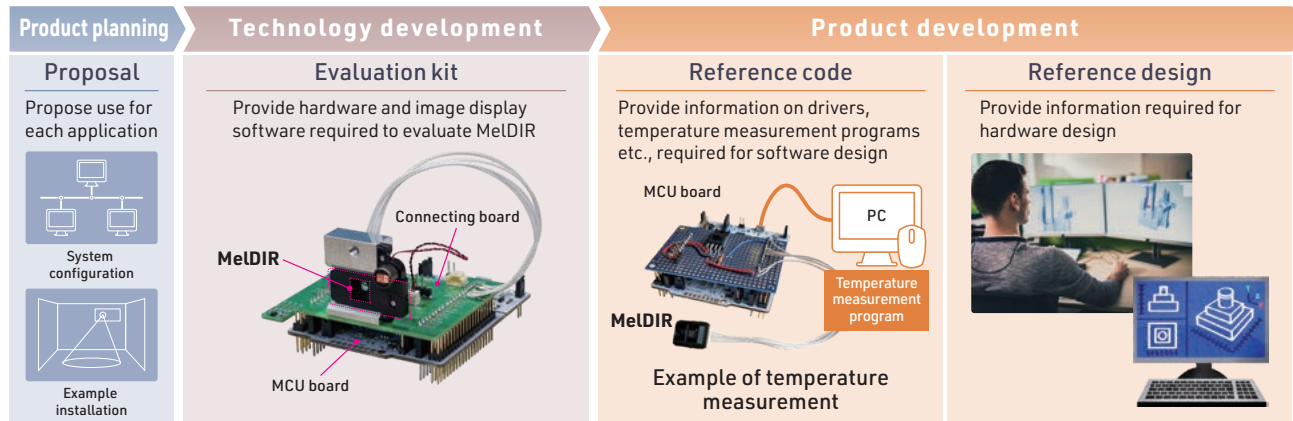 Product planning
Technology development
Product development
Proposal
Propose use for
each application
System
configuration
Example
installation
Evaluation kit
Provide hardware and image display
software required to evaluate MelDIR
Connecting board
MelDIR
MCU board
Reference code
Provide information on drivers,
temperature measurement programs
etc., required for software design
MCU board
PC
Temperature
measurement
program
MelDIR
Example of temperature
measurement
Reference design
Provide information required for
hardware design